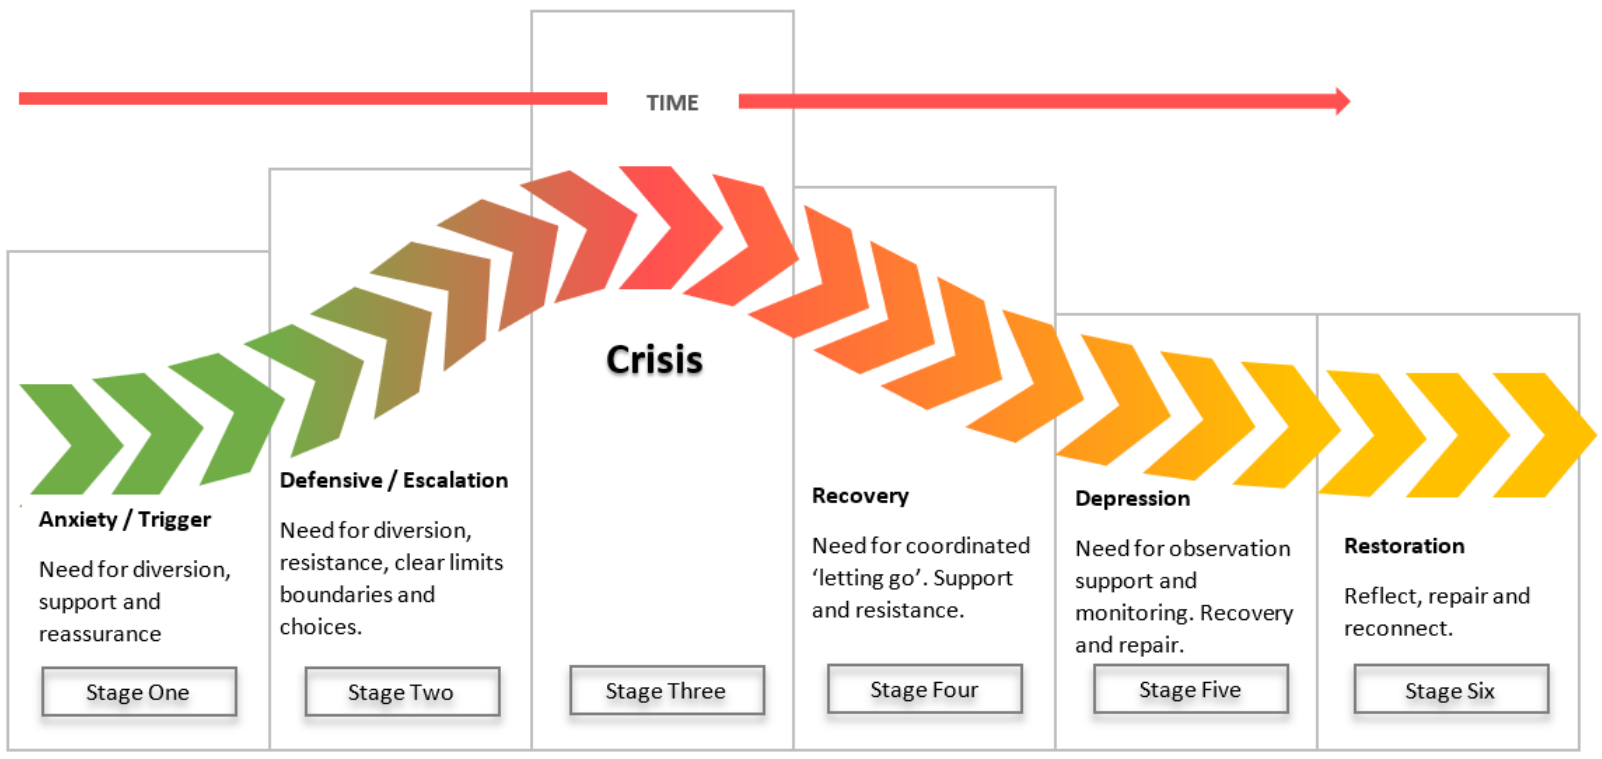 TIME
Crisis
Anxiety / Trigger
Need for diversion,
support and
reassurance
Stage One
Defensive / Escalation
Need for diversion,
resistance, clear limits
boundaries and
choices.
Stage Two
Stage Three
Recovery
Need for coordinated
‘letting go’. Support
and resistance.
Stage Four
Depression
Need for observation
support and
monitoring. Recovery
and repair.
Stage Five
Restoration
Reflect, repair and
reconnect.
Stage Six